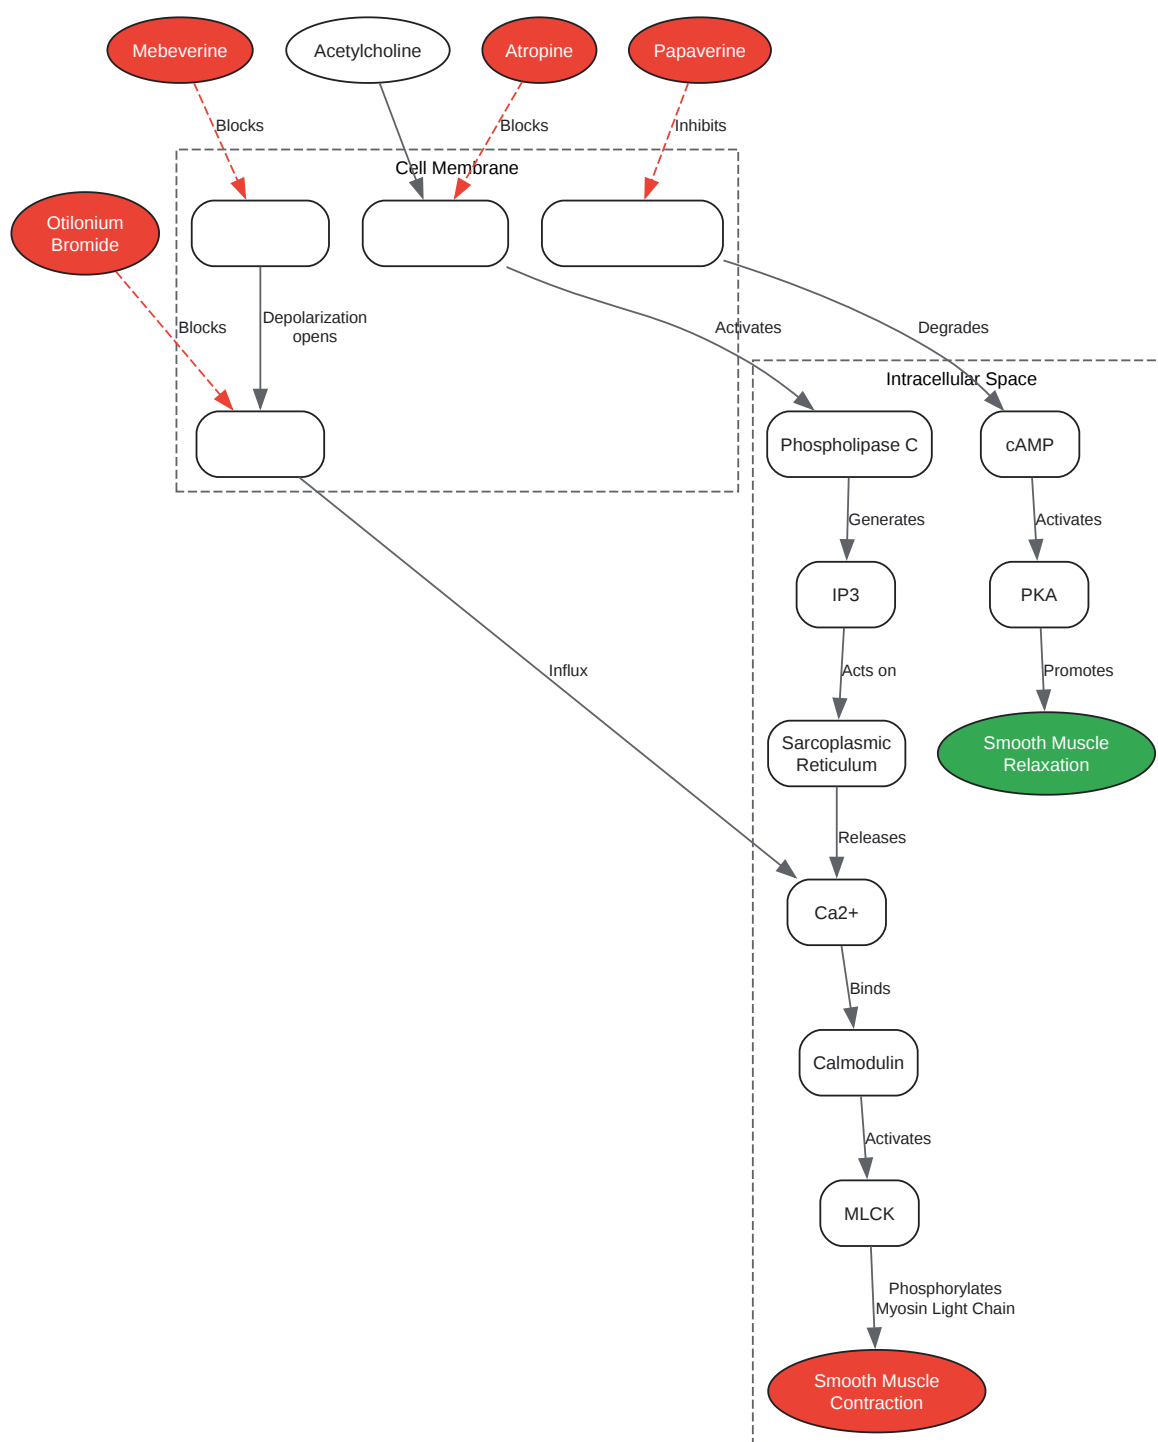 Mebeverine
Acetylcholine
Atropine
Papaverine
Blocks
Blocks
Inhibits
Cell Membrane
Otilonium
Bromide
Blocks
Depolarization
opens
Activates
Degrades
Intracellular Space
Phospholipase C
cAMP
Generates
Activates
IP3
PKA
Influx
Acts on
Promotes
Sarcoplasmic
Reticulum
Smooth Muscle
Relaxation
Releases
Ca2+
Binds
Calmodulin
Activates
MLCK
Phosphorylates
Myosin Light Chain
Smooth Muscle
Contraction